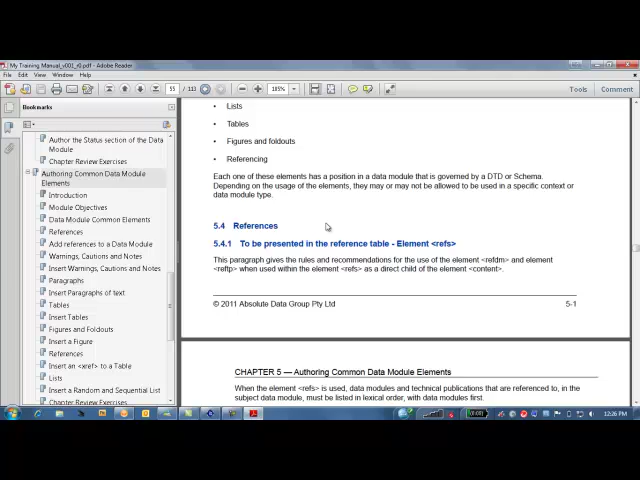 My Training Manual_v001_r0.pdf - Adobe Reader
File Edit View Window Help
55 / 113 185% Tools Comment
Bookmarks
Author the Status section of the Data
Module
Chapter Review Exercises
Authoring Common Data Module
Elements
Introduction
Module Objectives
Data Module Common Elements
References
Add references to a Data Module
Warnings, Cautions and Notes
Insert Warnings, Cautions and Notes
Paragraphs
Insert Paragraphs of text
Tables
Insert Tables
Figures and Foldouts
Insert a Figure
References
Insert an <xref> to a Table
Lists
Insert a Random and Sequential List
Chapter Review Exercises
• Lists
• Tables
• Figures and foldouts
• Referencing
Each one of these elements has a position in a data module that is governed by a DTD or Schema.
Depending on the usage of the elements, they may or may not be allowed to be used in a specific context or
data module type.
5.4 References
5.4.1 To be presented in the reference table - Element <refs>
This paragraph gives the rules and recommendations for the use of the element <refdm> and element
<reftp> when used within the element <refs> as a direct child of the element <content>.
© 2011 Absolute Data Group Pty Ltd 5-1
CHAPTER 5 — Authoring Common Data Module Elements
When the element <refs> is used, data modules and technical publications that are referred to, in the
subject data module, must be listed in lexical order, with data modules first.
12:26 PM